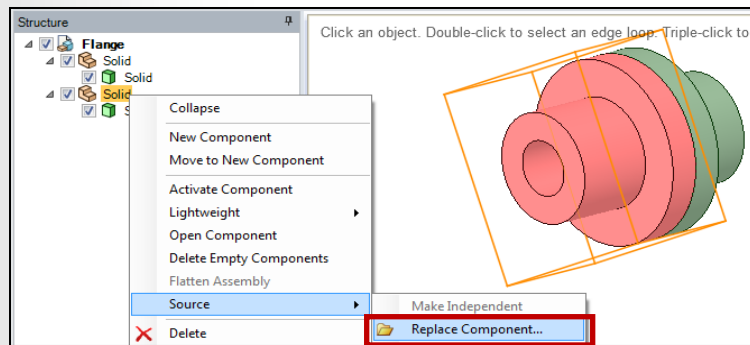 Structure
Flange
Solid
Solid
Solid
S
Click an object. Double-click to select an edge loop. Triple-click to
Collapse
New Component
Move to New Component
Activate Component
Lightweight
Open Component
Delete Empty Components
Flatten Assembly
Source
Delete
Make Independent
Replace Component...